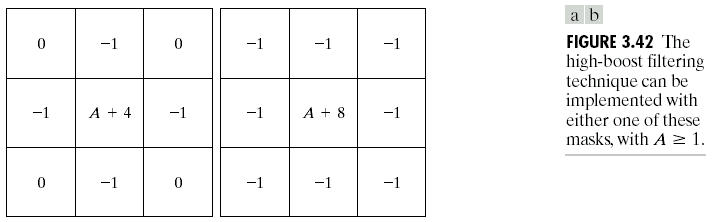 0 −1 0 −1 −1 −1
−1 A + 4 −1 −1 A + 8 −1
0 −1 0 −1 −1 −1
a b
FIGURE 3.42 The
high-boost filtering
technique can be
implemented with
either one of these
masks, with A ≥ 1.